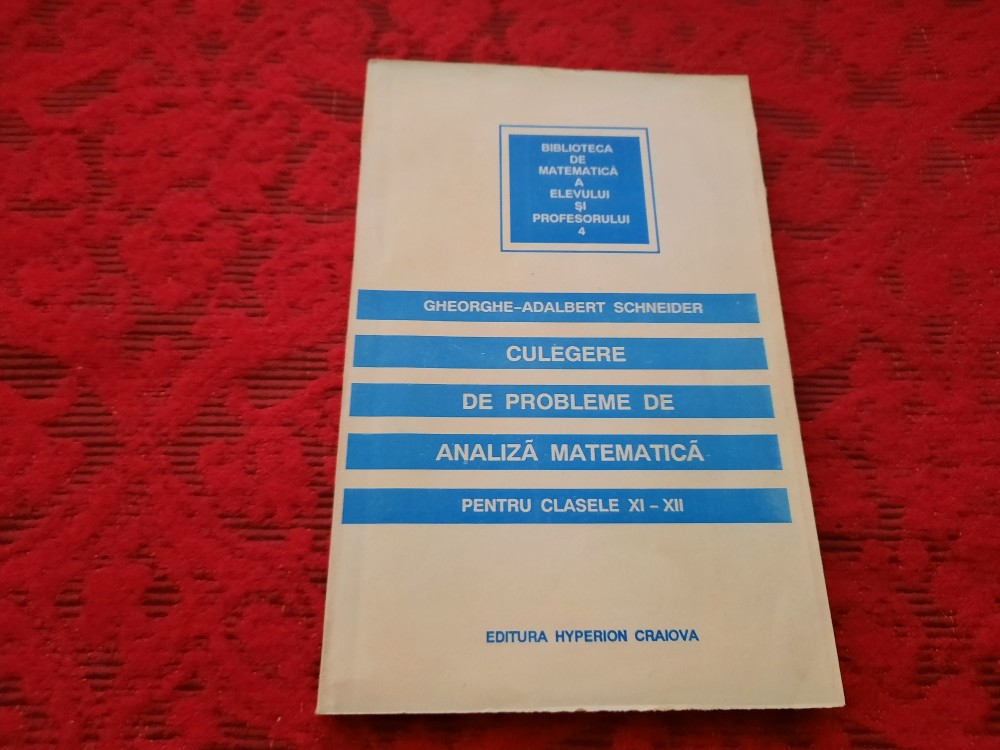 BIBLIOTECA
DE
MATEMATICĂ
A
ELEVULUI
ŞI
PROFESORULUI
4
GHEORGHE-ADALBERT SCHNEIDER
CULEGERE
DE PROBLEME DE
ANALIZĂ MATEMATICĂ
PENTRU CLASELE XI – XII
EDITURA HYPERION CRAIOVA